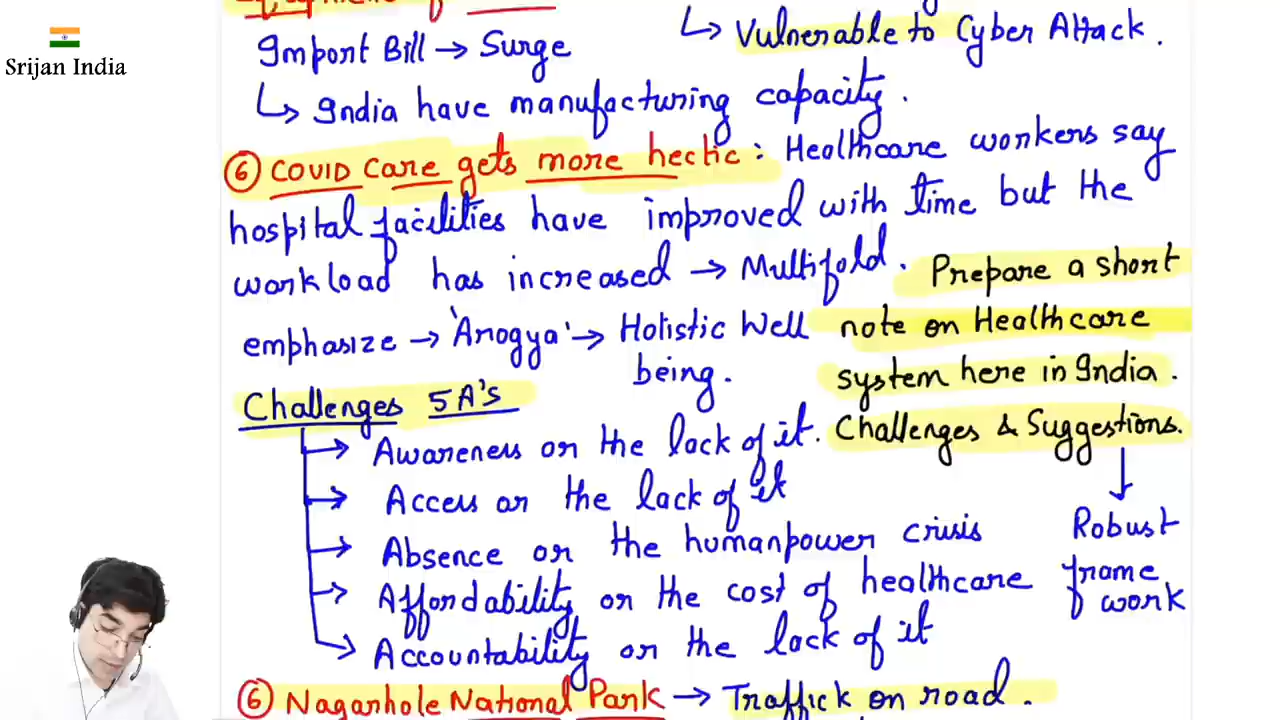 Srijan India
Import Bill → Surge
↳ Vulnerable to Cyber Attack.
↳ India have manufacturing capacity.
⑥ COVID Care gets more hectic : Healthcare workers say
hospital facilities have improved with time but the
workload has increased → Multifold.
emphasize → 'Arogya' → Holistic Well
being.
Prepare a short
note on Healthcare
system here in India.
Challenges & Suggestions.
Robust
frame
work
Challenges 5A's
→ Awareness or the lack of it.
→ Access or the lack of it
→ Absence or the humanpower crisis
→ Affordability or the cost of healthcare
→ Accountability or the lack of it
⑥ Nagarhole National Park → Traffick on road.